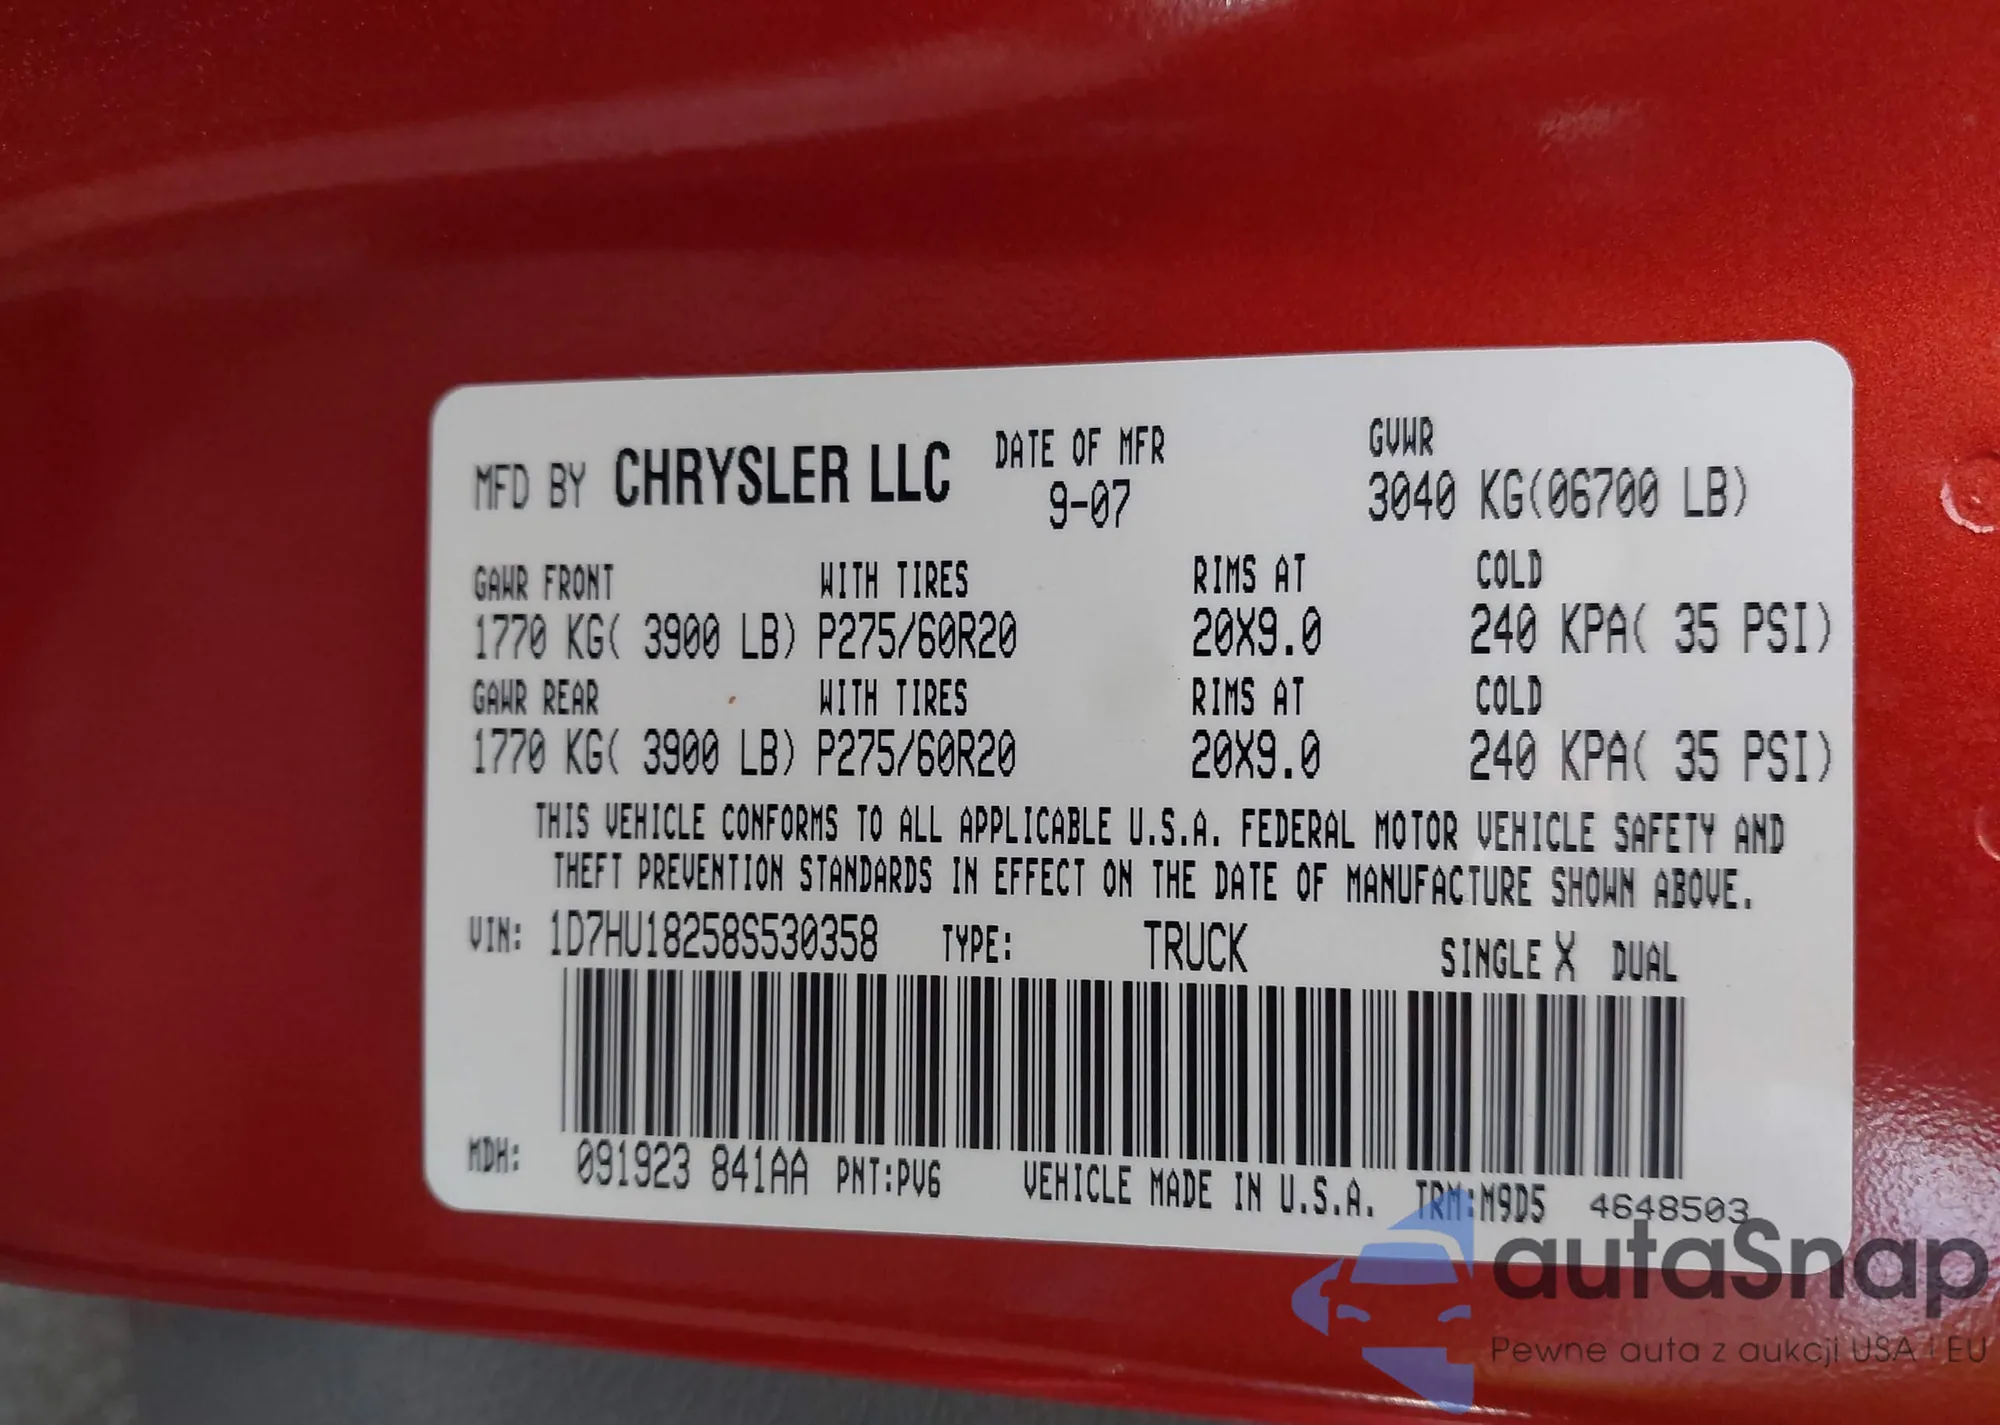 MFD BY CHRYSLER LLC DATE OF MFR GVWR
9-07 3040 KG(06700 LB)
GAWR FRONT WITH TIRES RIMS AT COLD
1770 KG( 3900 LB) P275/60R20 20X9.0 240 KPA( 35 PSI)
GAWR REAR WITH TIRES RIMS AT COLD
1770 KG( 3900 LB) P275/60R20 20X9.0 240 KPA( 35 PSI)
THIS VEHICLE CONFORMS TO ALL APPLICABLE U.S.A. FEDERAL MOTOR VEHICLE SAFETY AND
THEFT PREVENTION STANDARDS IN EFFECT ON THE DATE OF MANUFACTURE SHOWN ABOVE.
VIN: 1D7HU18258S530358 TYPE: TRUCK SINGLE X DUAL
MDH: 091923 841AA PNT:PV6 VEHICLE MADE IN U.S.A. TRM:M9D5 4648503
autaSnap
Pewne auta z aukcji USA i EU